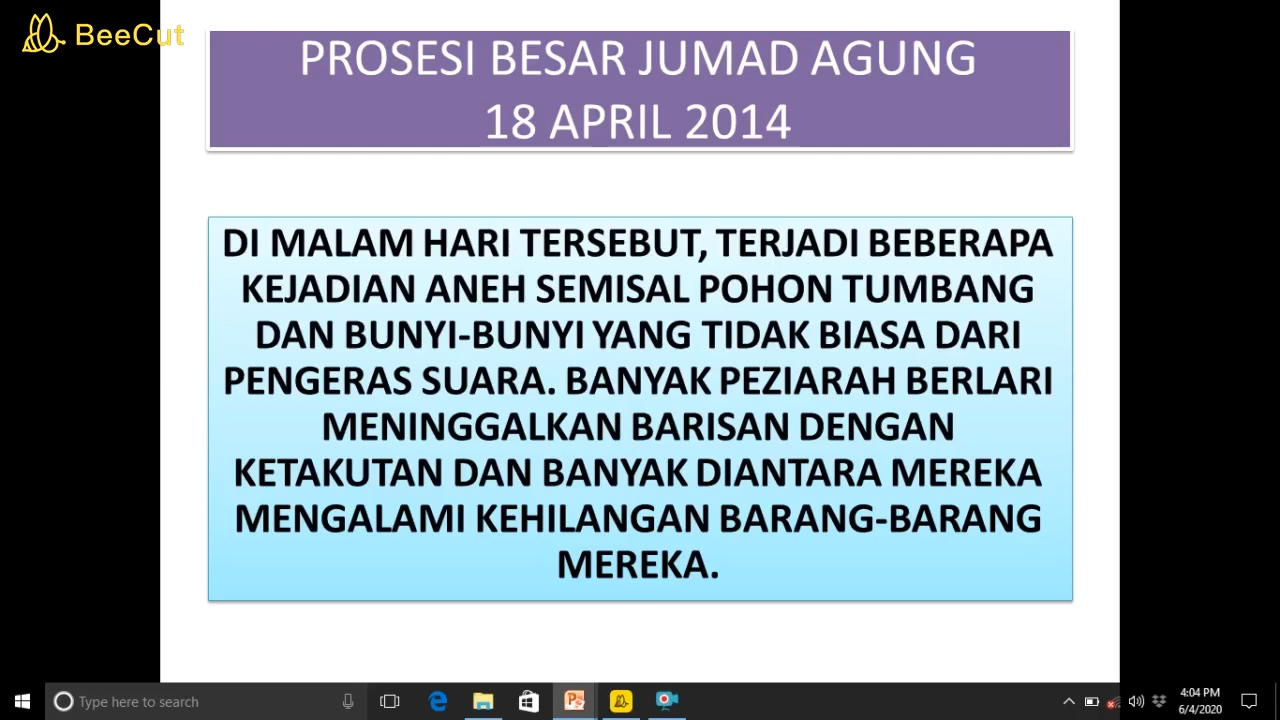 BeeCut
PROSESI BESAR JUMAD AGUNG
18 APRIL 2014
DI MALAM HARI TERSEBUT, TERJADI BEBERAPA
KEJADIAN ANEH SEMISAL POHON TUMBANG
DAN BUNYI-BUNYI YANG TIDAK BIASA DARI
PENGERAS SUARA. BANYAK PEZIARAH BERLARI
MENINGGALKAN BARISAN DENGAN
KETAKUTAN DAN BANYAK DIANTARA MEREKA
MENGALAMI KEHILANGAN BARANG-BARANG
MEREKA.
Type here to search
4:04 PM
6/4/2020